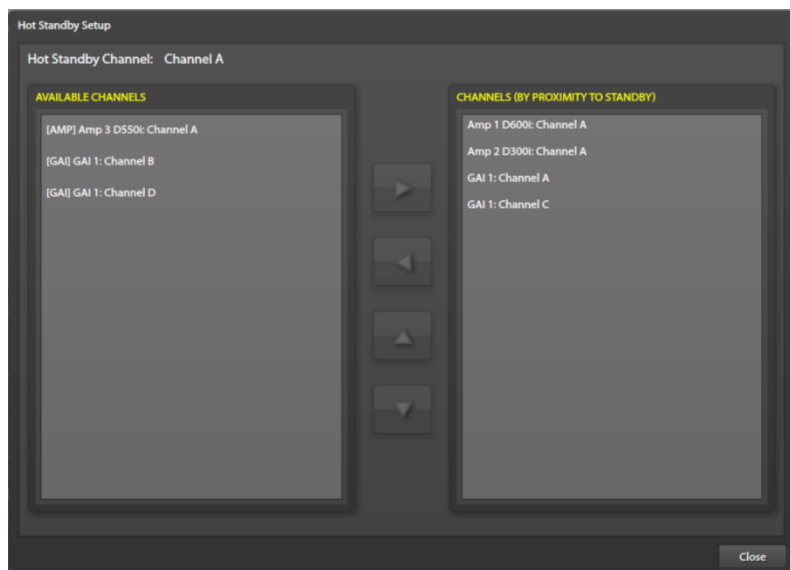 Hot Standby Setup
Hot Standby Channel: Channel A
AVAILABLE CHANNELS
[AMP] Amp 3 D550i: Channel A
[GAI] GAI 1: Channel B
[GAI] GAI 1: Channel D
CHANNELS (BY PROXIMITY TO STANDBY)
Amp 1 D600i: Channel A
Amp 2 D300i: Channel A
GAI 1: Channel A
GAI 1: Channel C
Close